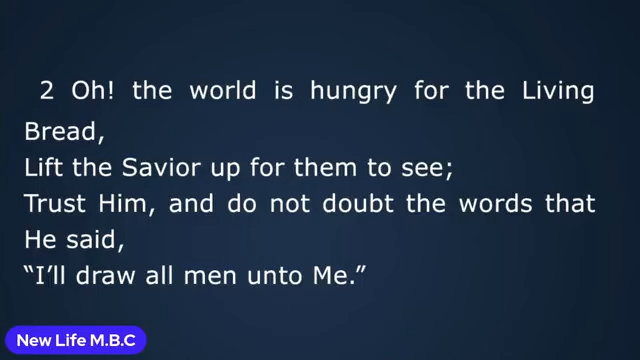 2 Oh! the world is hungry for the Living
Bread,
Lift the Savior up for them to see;
Trust Him, and do not doubt the words that
He said,
“I’ll draw all men unto Me.”
New Life M.B.C